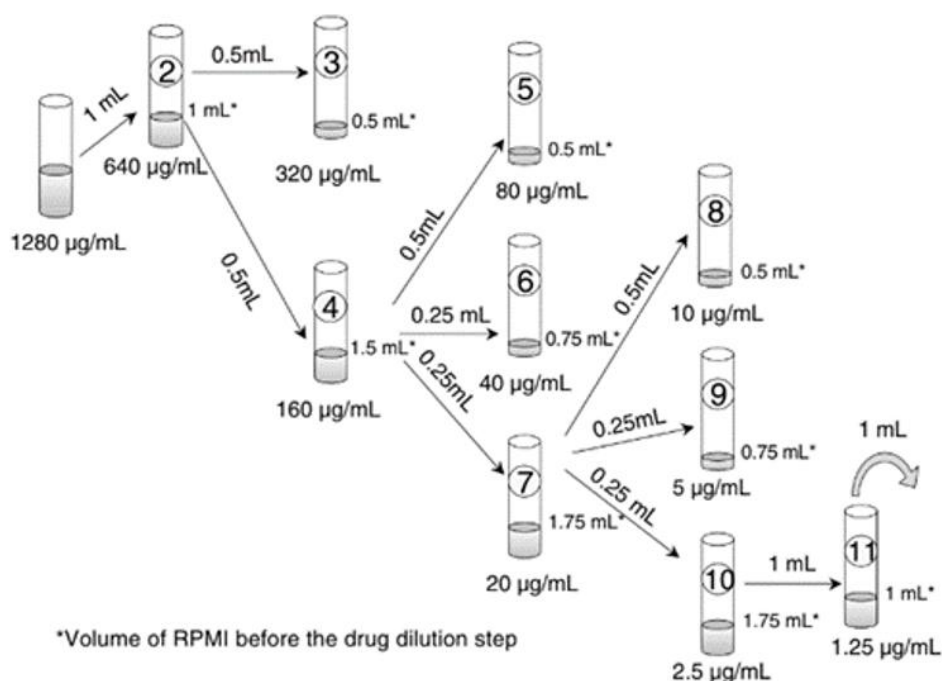 1 mL
2
1 mL*
640 µg/mL
0.5mL
3
0.5 mL*
320 µg/mL
1280 µg/mL
0.5mL
4
1.5 mL*
160 µg/mL
0.5mL
5
0.5 mL*
80 µg/mL
0.25 mL
6
0.75 mL*
40 µg/mL
0.25mL
7
1.75 mL*
20 µg/mL
0.5mL
8
0.5 mL*
10 µg/mL
0.25mL
9
0.75 mL*
5 µg/mL
0.25 mL
10
1.75 mL*
2.5 µg/mL
1 mL
11
1 mL*
1.25 µg/mL
1 mL
*Volume of RPMI before the drug dilution step